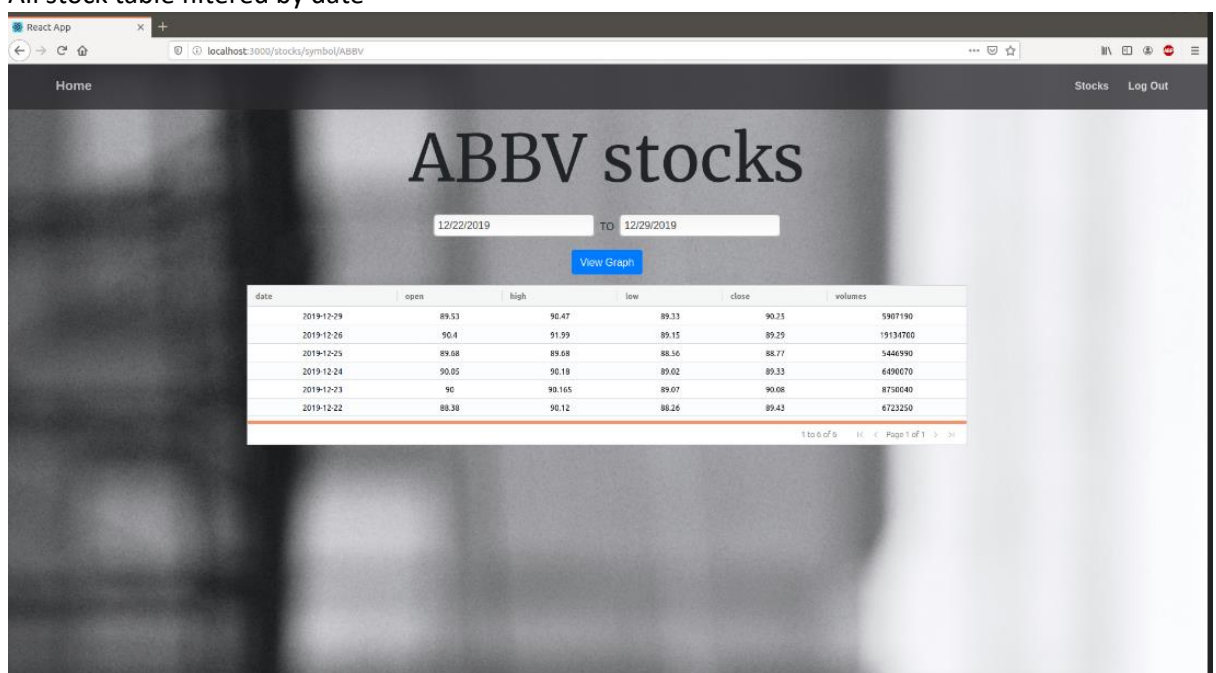 All stock table filtered by date
React App × +
localhost:3000/stocks/symbol/ABBV
Home Stocks Log Out
ABBV stocks
12/22/2019 TO 12/29/2019
View Graph
date open high low close volumes
2019-12-29 89.53 90.47 89.33 90.25 5907190
2019-12-26 90.4 91.99 89.15 89.29 19134700
2019-12-25 89.68 89.68 88.56 88.77 5446990
2019-12-24 90.05 90.18 89.02 89.33 6490070
2019-12-23 90 90.165 89.07 90.08 8750040
2019-12-22 88.38 90.12 88.26 89.43 6723250
1 to 6 of 6 Page 1 of 1